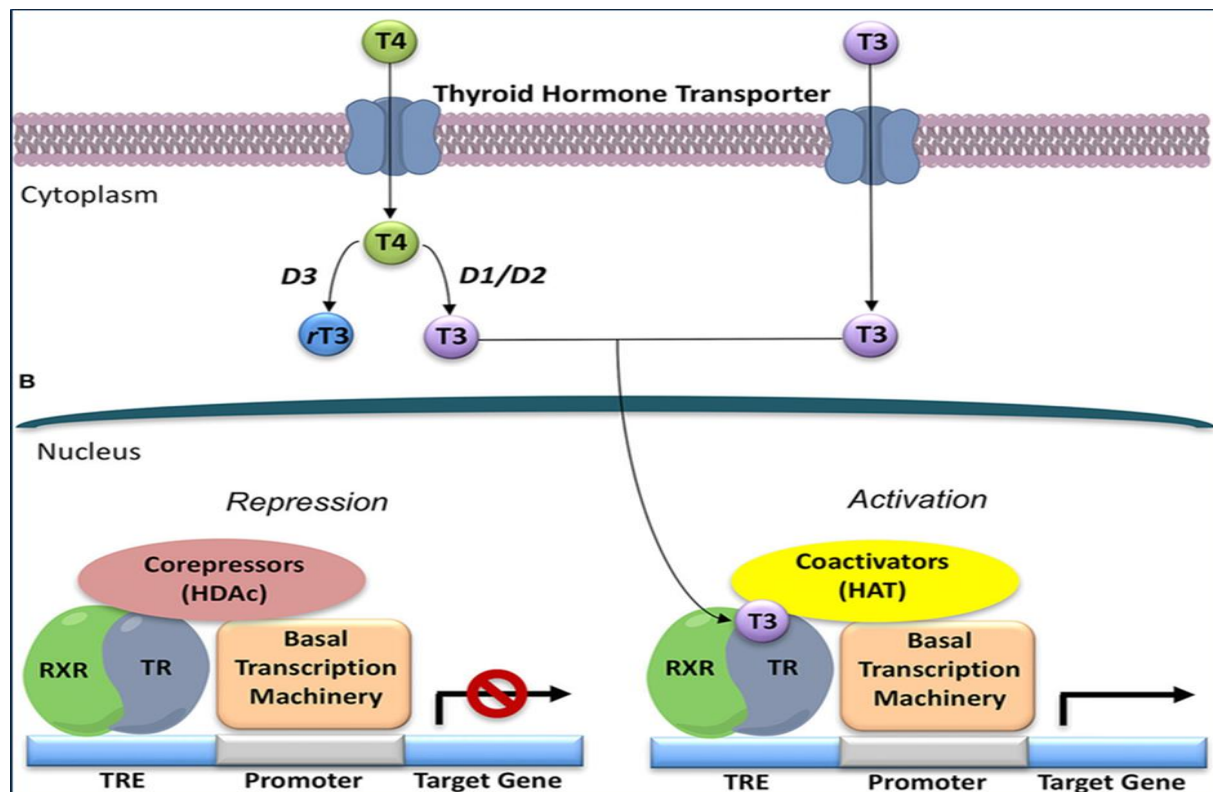 T4
T3
Thyroid Hormone Transporter
Cytoplasm
T4
D3
D1/D2
rT3
T3
T3
B
Nucleus
Repression
Activation
Corepressors
(HDAc)
Coactivators
(HAT)
T3
RXR
TR
Basal
Transcription
Machinery
RXR
TR
Basal
Transcription
Machinery
TRE
Promoter
Target Gene
TRE
Promoter
Target Gene